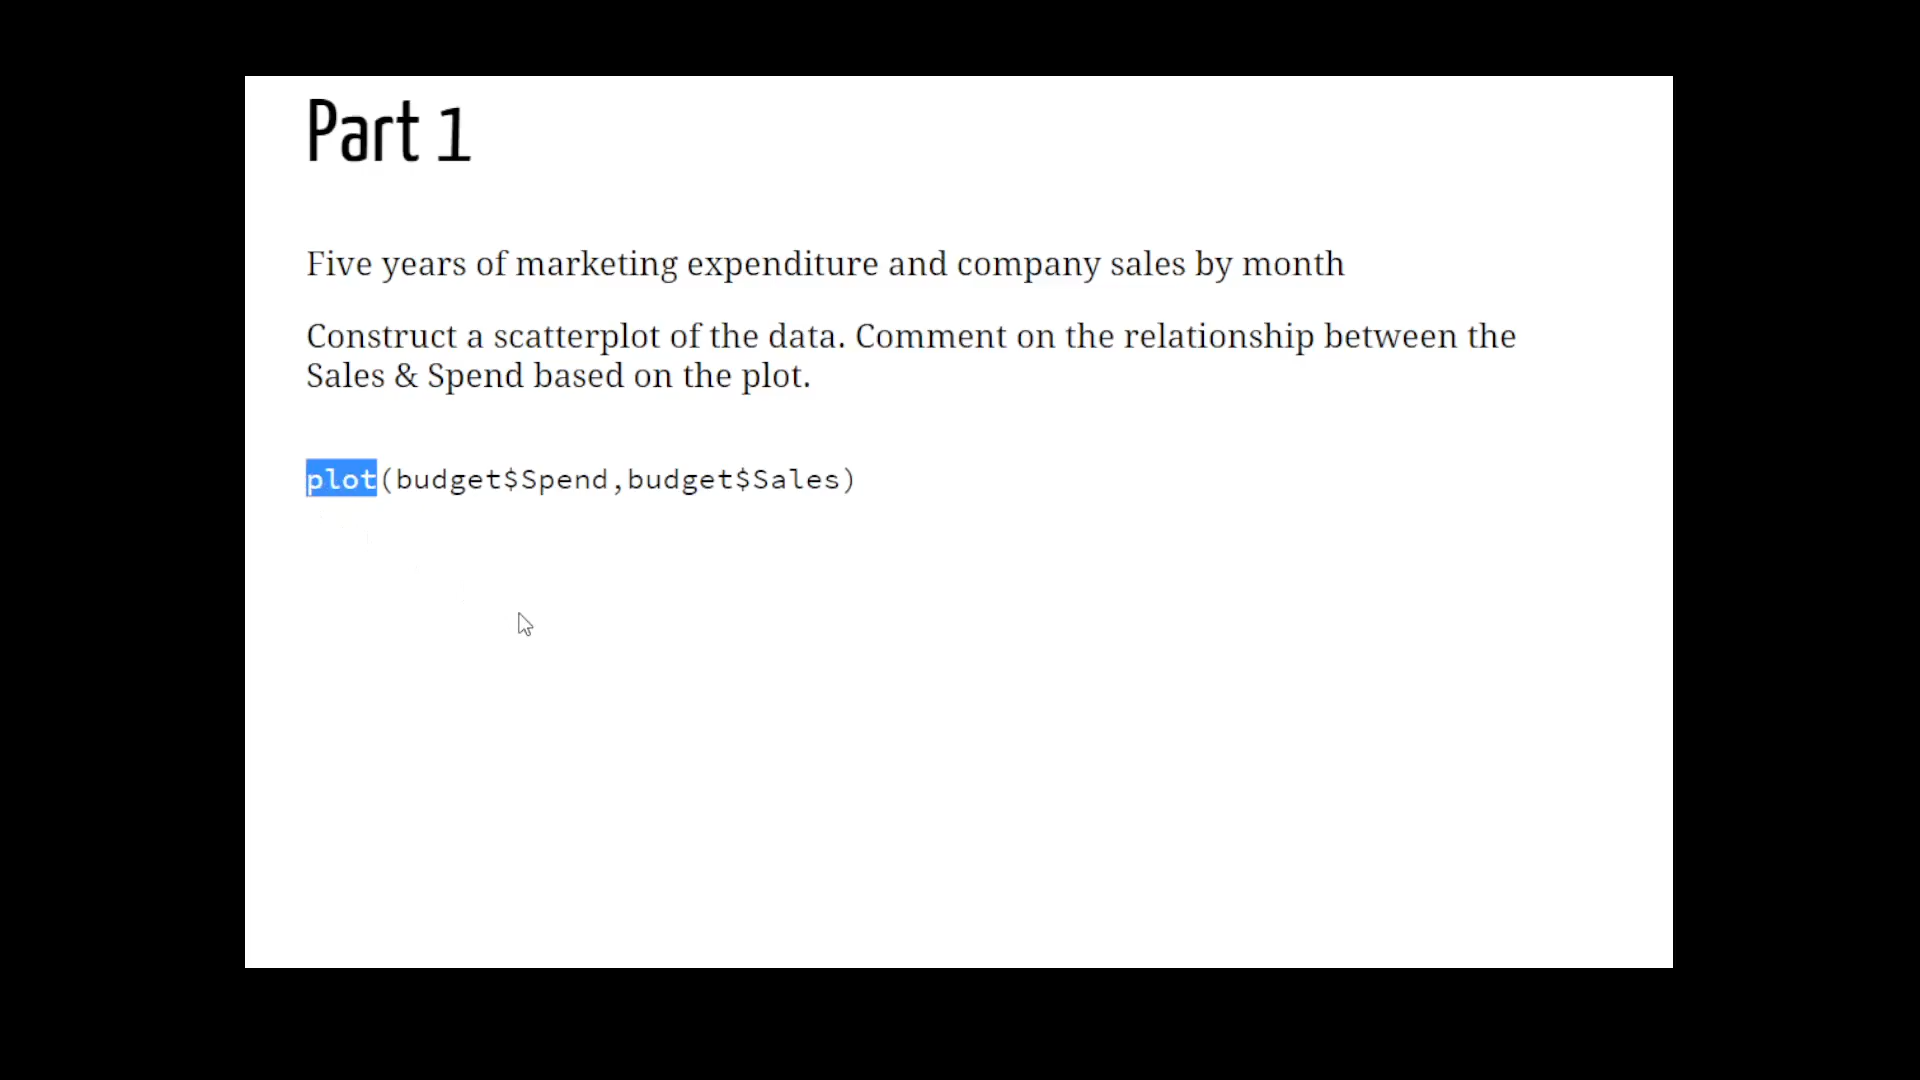 Part 1
Five years of marketing expenditure and company sales by month
Construct a scatterplot of the data. Comment on the relationship between the
Sales & Spend based on the plot.
plot(budget$Spend,budget$Sales)